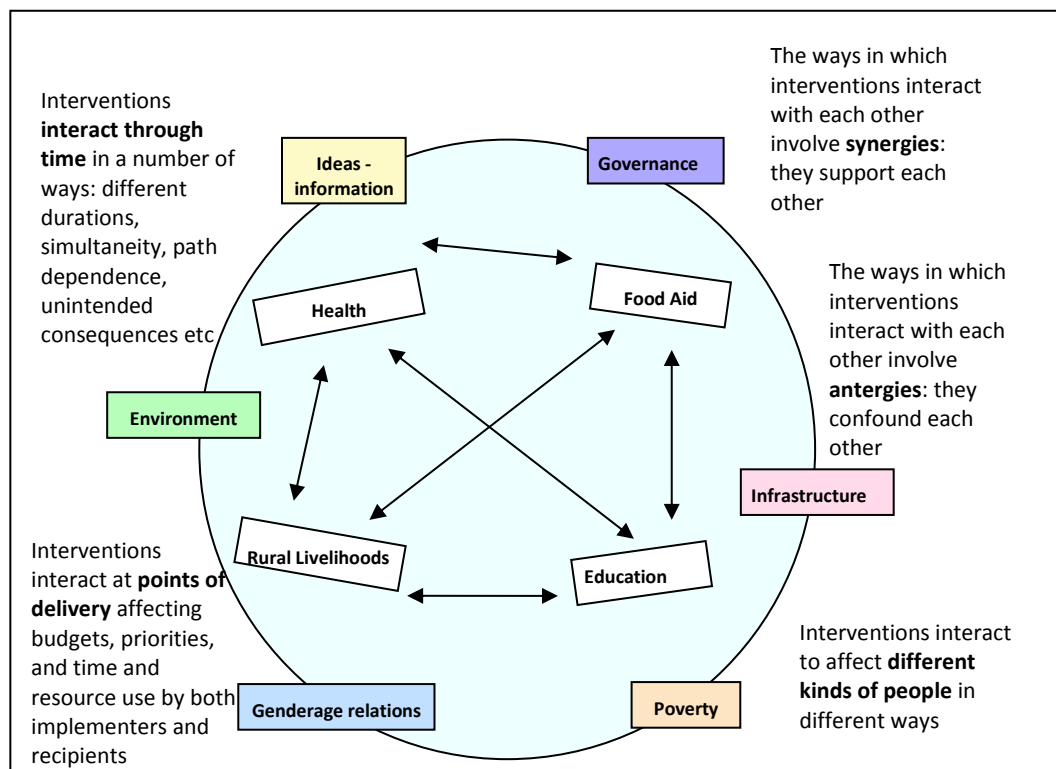 Interventions
interact through
time in a number of
ways: different
durations,
simultaneity, path
dependence,
unintended
consequences etc
The ways in which
interventions interact
with each other
involve synergies:
they support each
other
Ideas -
information
Governance
Health
Food Aid
The ways in which
interventions
interact with each
other involve
antergies: they
confound each
other
Environment
Infrastructure
Rural Livelihoods
Education
Interventions
interact at points of
delivery affecting
budgets, priorities,
and time and
resource use by both
implementers and
recipients
Genderage relations
Poverty
Interventions interact
to affect different
kinds of people in
different ways